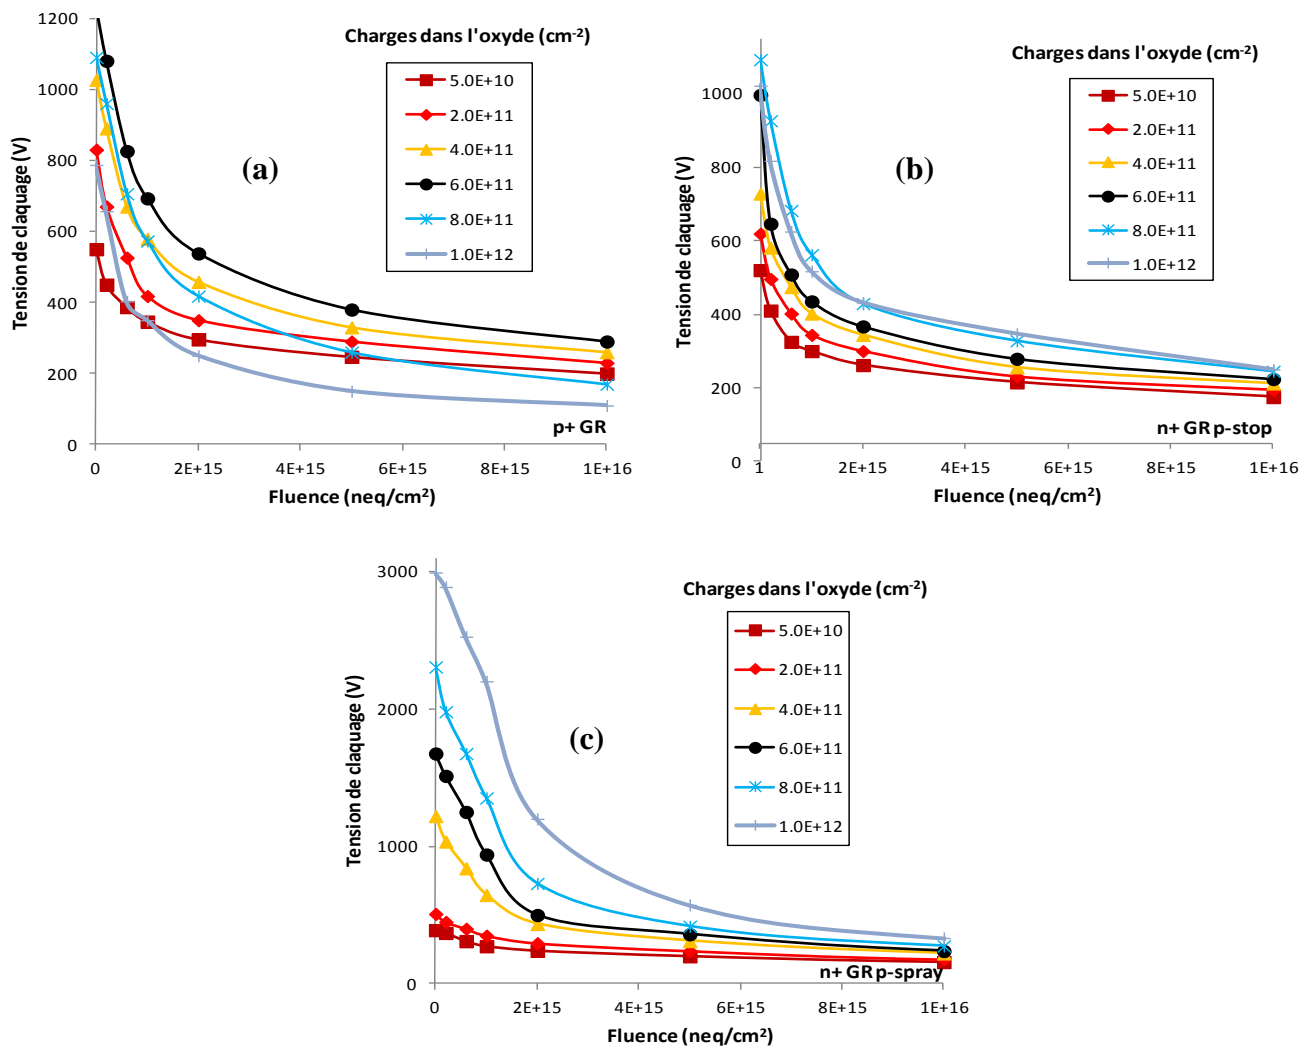 Charges dans l'oxyde (cm-2)
5.0E+10
2.0E+11
4.0E+11
6.0E+11
8.0E+11
1.0E+12
(a)
Tension de claquage (V)
1200
1000
800
600
400
200
0
p+ GR
0 2E+15 4E+15 6E+15 8E+15 1E+16
Fluence (neq/cm2)
Charges dans l'oxyde (cm-2)
5.0E+10
2.0E+11
4.0E+11
6.0E+11
8.0E+11
1.0E+12
(b)
Tension de claquage (V)
1000
800
600
400
200
0
n+ GR p-stop
1 2E+15 4E+15 6E+15 8E+15 1E+16
Fluence (neq/cm2)
Charges dans l'oxyde (cm-2)
5.0E+10
2.0E+11
4.0E+11
6.0E+11
8.0E+11
1.0E+12
(c)
Tension de claquage (V)
3000
2000
1000
0
n+ GR p-spray
0 2E+15 4E+15 6E+15 8E+15 1E+16
Fluence (neq/cm2)